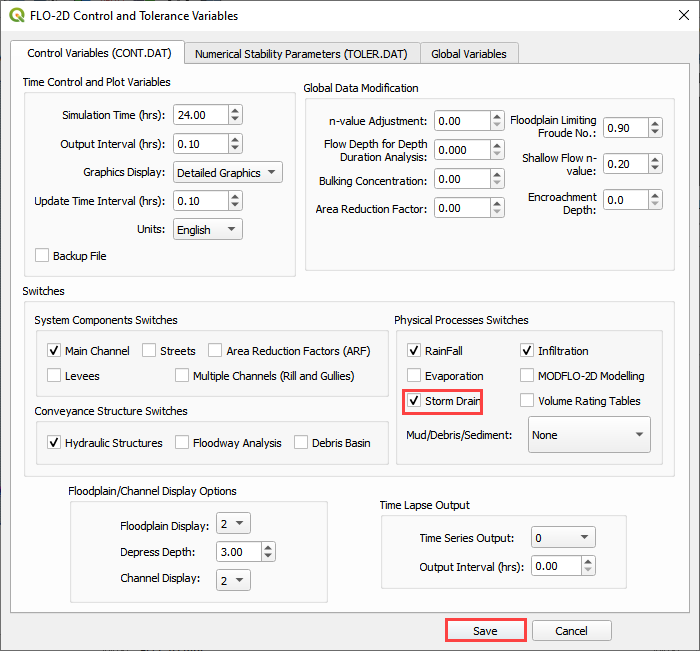 FLO-2D Control and Tolerance Variables
Control Variables (CONT.DAT)
Numerical Stability Parameters (TOLER.DAT)
Global Variables
Time Control and Plot Variables
Simulation Time (hrs): 24.00
Output Interval (hrs): 0.10
Graphics Display: Detailed Graphics
Update Time Interval (hrs): 0.10
Units: English
Backup File
Global Data Modification
n-value Adjustment: 0.00
Flow Depth for Depth
Duration Analysis: 0.000
Bulking Concentration: 0.00
Area Reduction Factor: 0.00
Floodplain Limiting
Froude No.: 0.90
Shallow Flow n-
value: 0.20
Encroachment
Depth: 0.0
Switches
System Components Switches
Main Channel Streets Area Reduction Factors (ARF)
Levees Multiple Channels (Rill and Gullies)
Conveyance Structure Switches
Hydraulic Structures Floodway Analysis Debris Basin
Physical Processes Switches
RainFall Infiltration
Evaporation MODFLO-2D Modelling
Storm Drain Volume Rating Tables
Mud/Debris/Sediment: None
Floodplain/Channel Display Options
Floodplain Display: 2
Depress Depth: 3.00
Channel Display: 2
Time Lapse Output
Time Series Output: 0
Output Interval (hrs): 0.00
Save Cancel